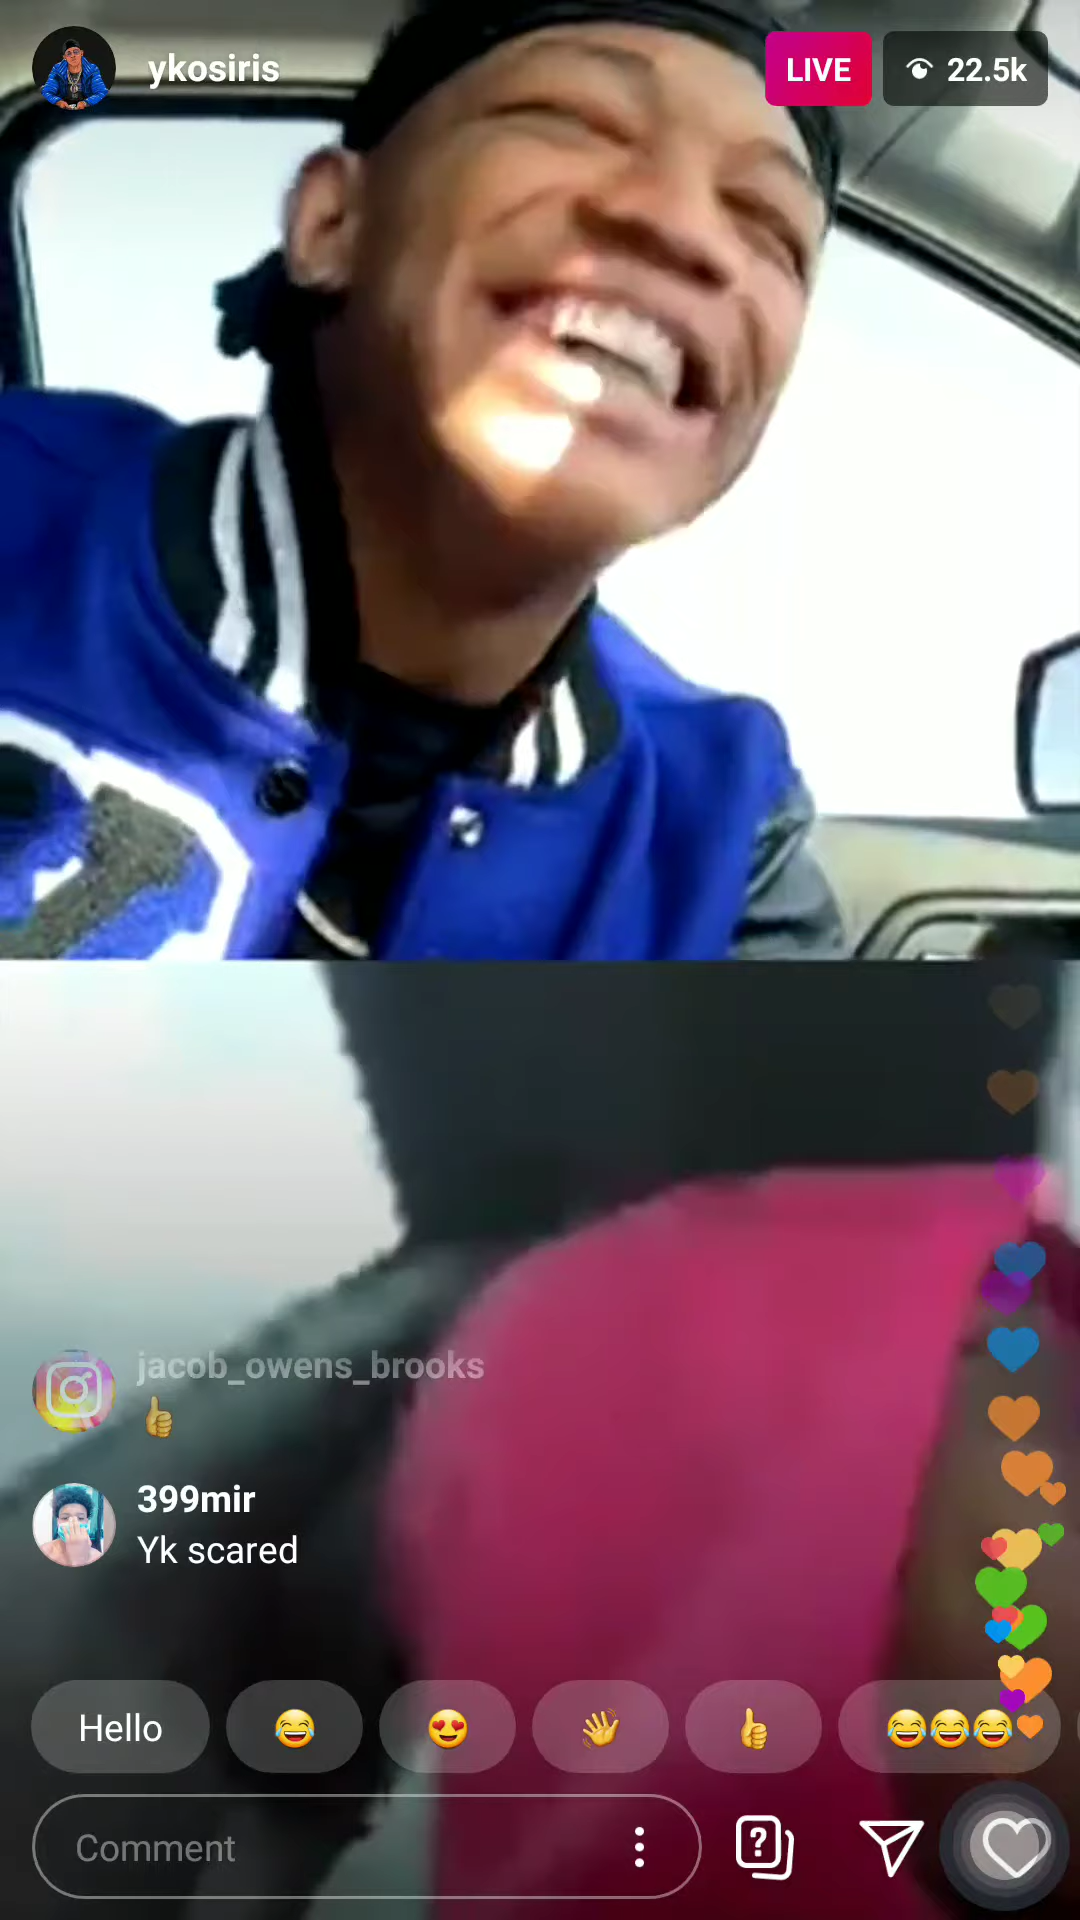 ykosiris
LIVE
22.5k
jacob_owens_brooks
👍
399mir
Yk scared
Hello
😂
😍
👋
👍
😂😂😂
Comment
?